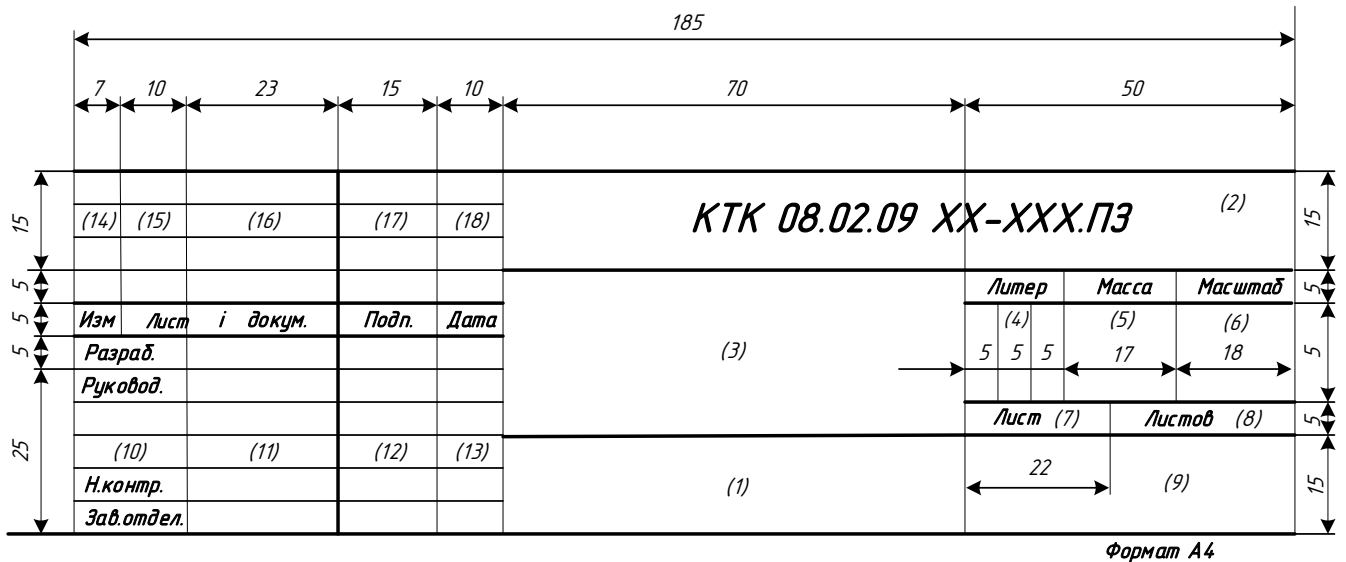 185
7 10 23 15 10 70 50
15 (14) (15) (16) (17) (18) КТК 08.02.09 ХХ-ХХХ.ПЗ (2) 15
5 Литер Масса Масштаб 5
5 Изм Лист і докум. Подп. Дата (4) (5) (6)
5 Разраб. (3) 5 5 5 17 18 5
Руковод.
Лист (7) Листов (8) 5
25 (10) (11) (12) (13) 22
Н.контр. (1) (9) 15
Зав.отдел.
Формат А4